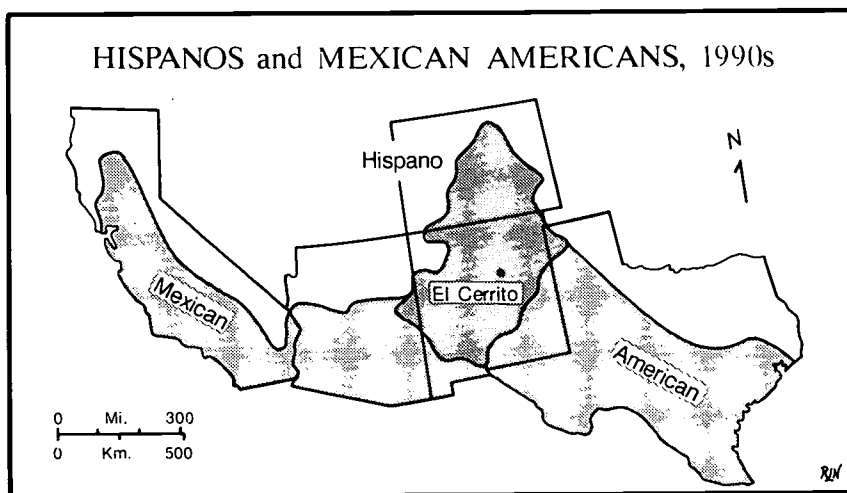 HISPANOS and MEXICAN AMERICANS, 1990s
N
Hispano
El Cerrito
Mexican
American
0 Mi. 300
0 Km. 500
RLN